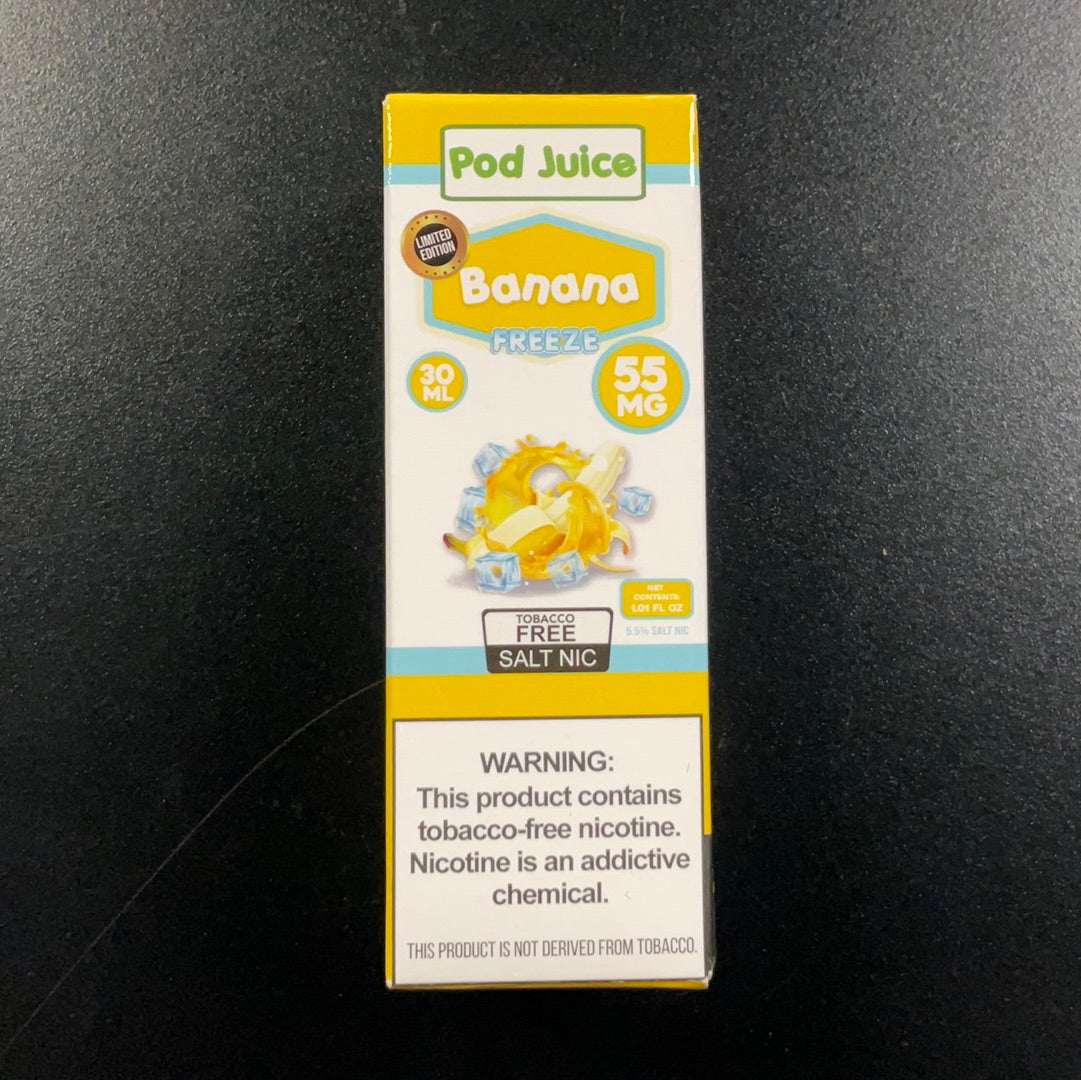 Pod Juice
LIMITED
EDITION
Banana
FREEZE
30
ML
55
MG
NET
CONTENTS:
1.01 FL OZ
5.5% SALT NIC
TOBACCO
FREE
SALT NIC
WARNING:
This product contains
tobacco-free nicotine.
Nicotine is an addictive
chemical.
THIS PRODUCT IS NOT DERIVED FROM TOBACCO.